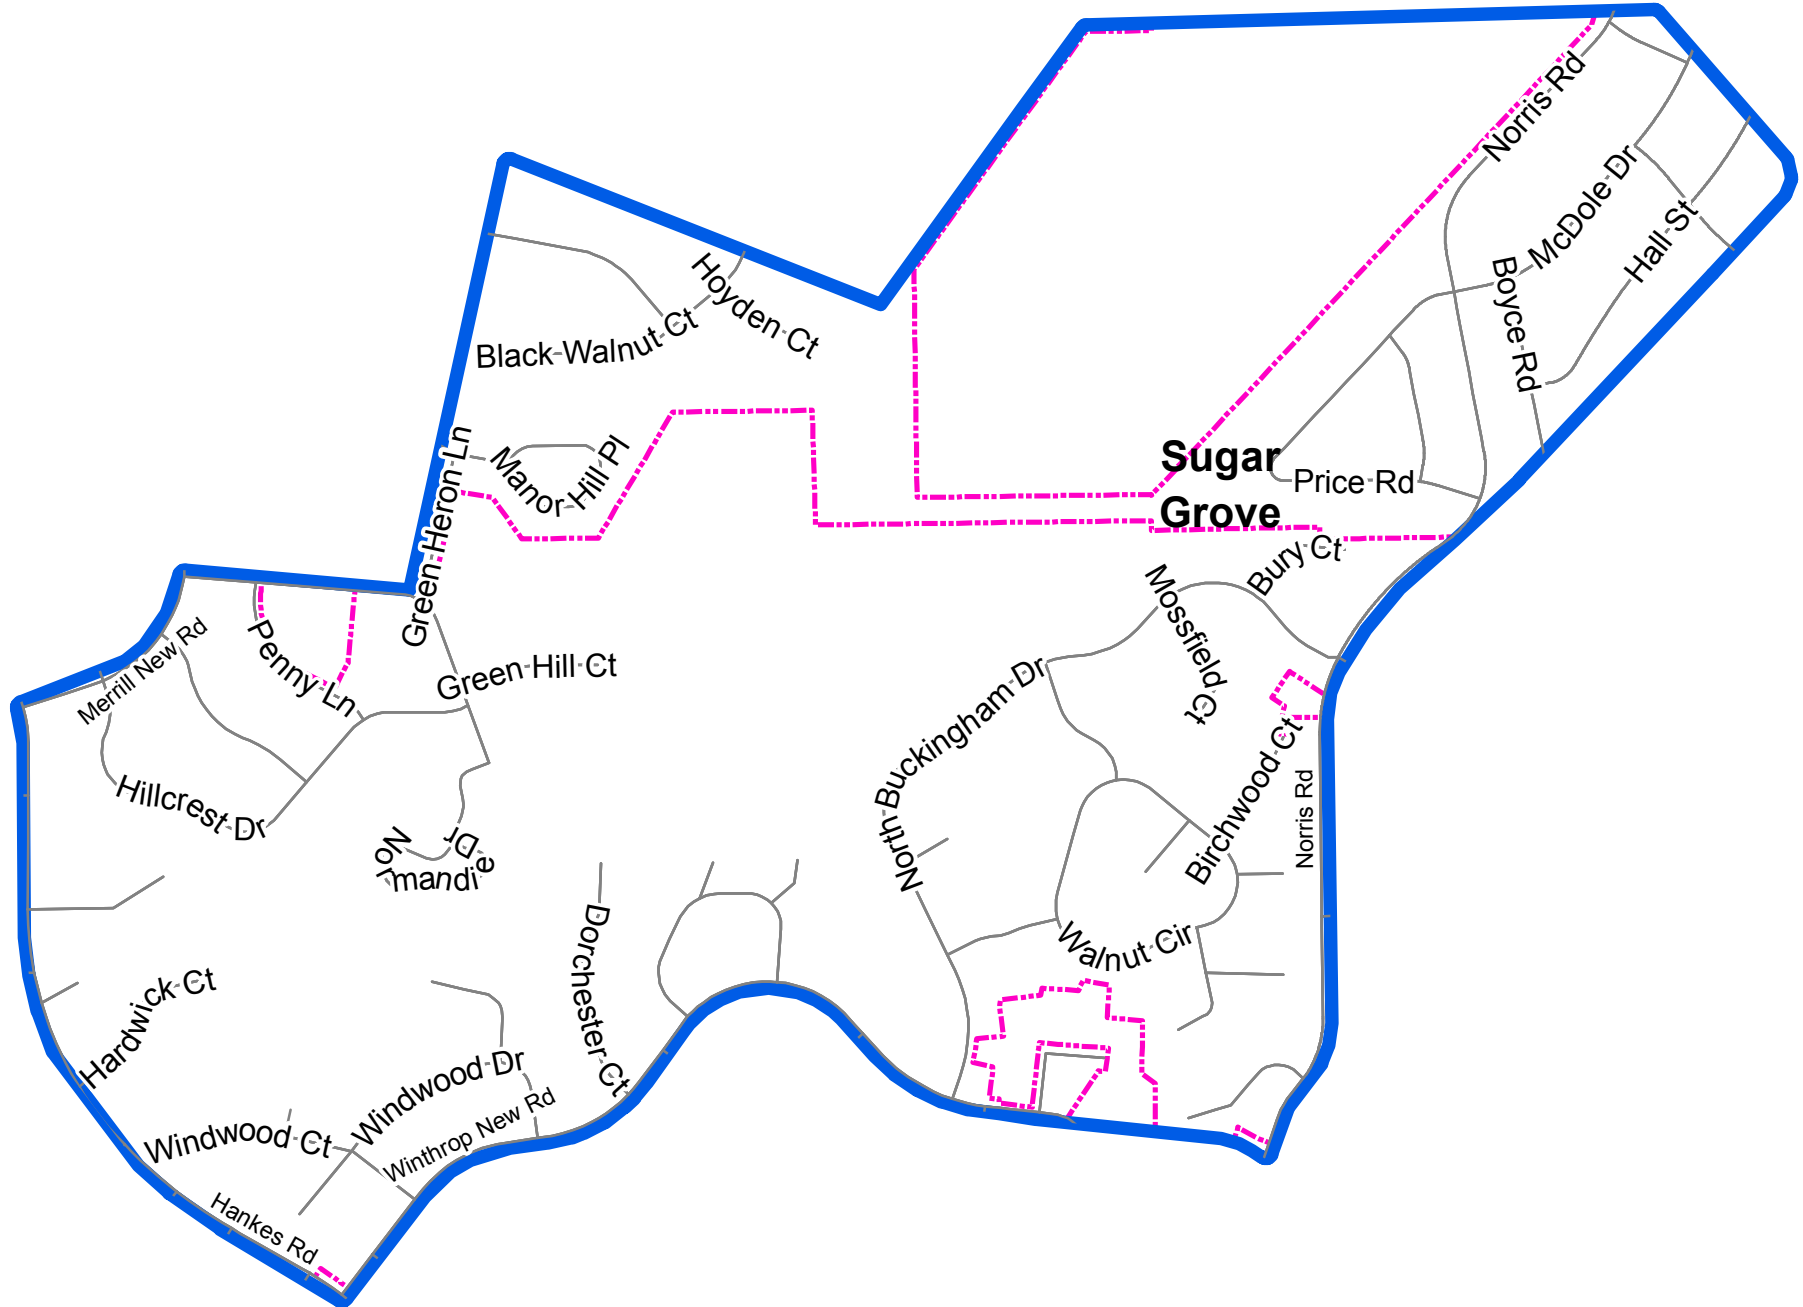 Norris Rd
McDole Dr
Hall St
Boyce Rd
Hoyden Ct
Black Walnut Ct
Green Heron Ln
Manor Hill Pl
Sugar
Grove
Price Rd
Bury Ct
Mossfield Ct
Merrill New Rd
Penny Ln
Green Hill Ct
North Buckingham Dr
Birchwood Ct
Norris Rd
Hillcrest Dr
Normandie Dr
Walnut Cir
Dorchester Ct
Hardwick Ct
Windwood Dr
Windwood Ct
Winthrop New Rd
Hankes Rd